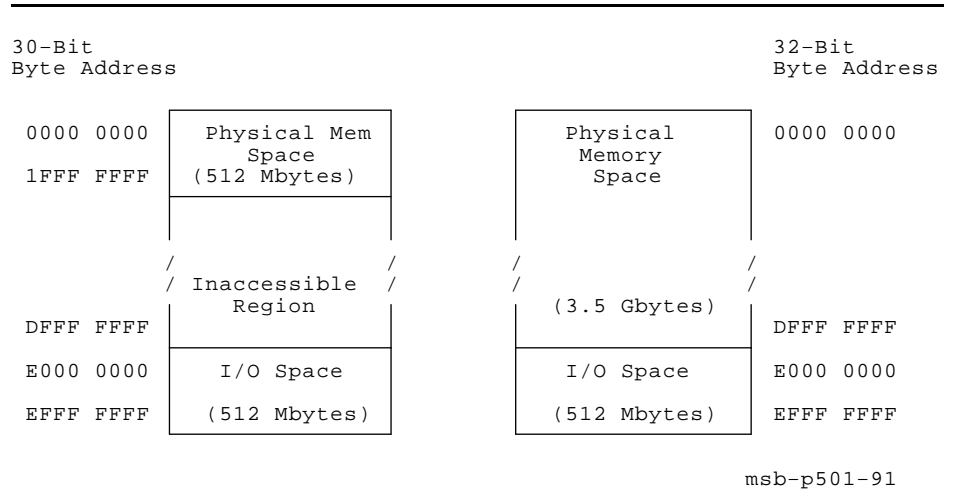 30-Bit 32-Bit
Byte Address Byte Address
0000 0000 Physical Mem Physical 0000 0000
Space Memory
1FFF FFFF (512 Mbytes) Space
/ / / /
/ Inaccessible / / /
Region (3.5 Gbytes)
DFFF FFFF DFFF FFFF
E000 0000 I/O Space I/O Space E000 0000
EFFF FFFF (512 Mbytes) (512 Mbytes) EFFF FFFF
msb-p501-91